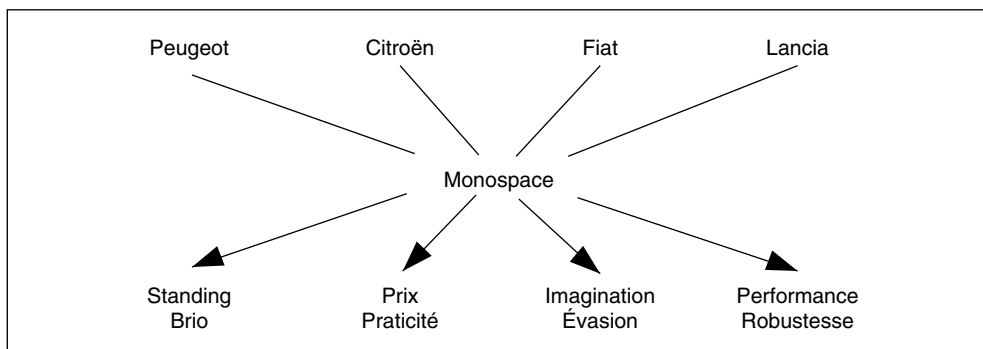 Peugeot Citroën Fiat Lancia
Monospace
Standing Prix Imagination Performance
Brio Praticité Évasion Robustesse